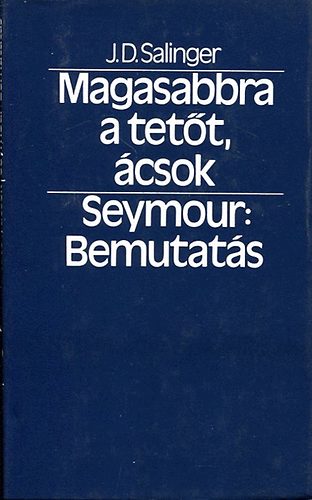 J.D. Salinger
Magasabbra
a tetőt,
ácsok
Seymour:
Bemutatás